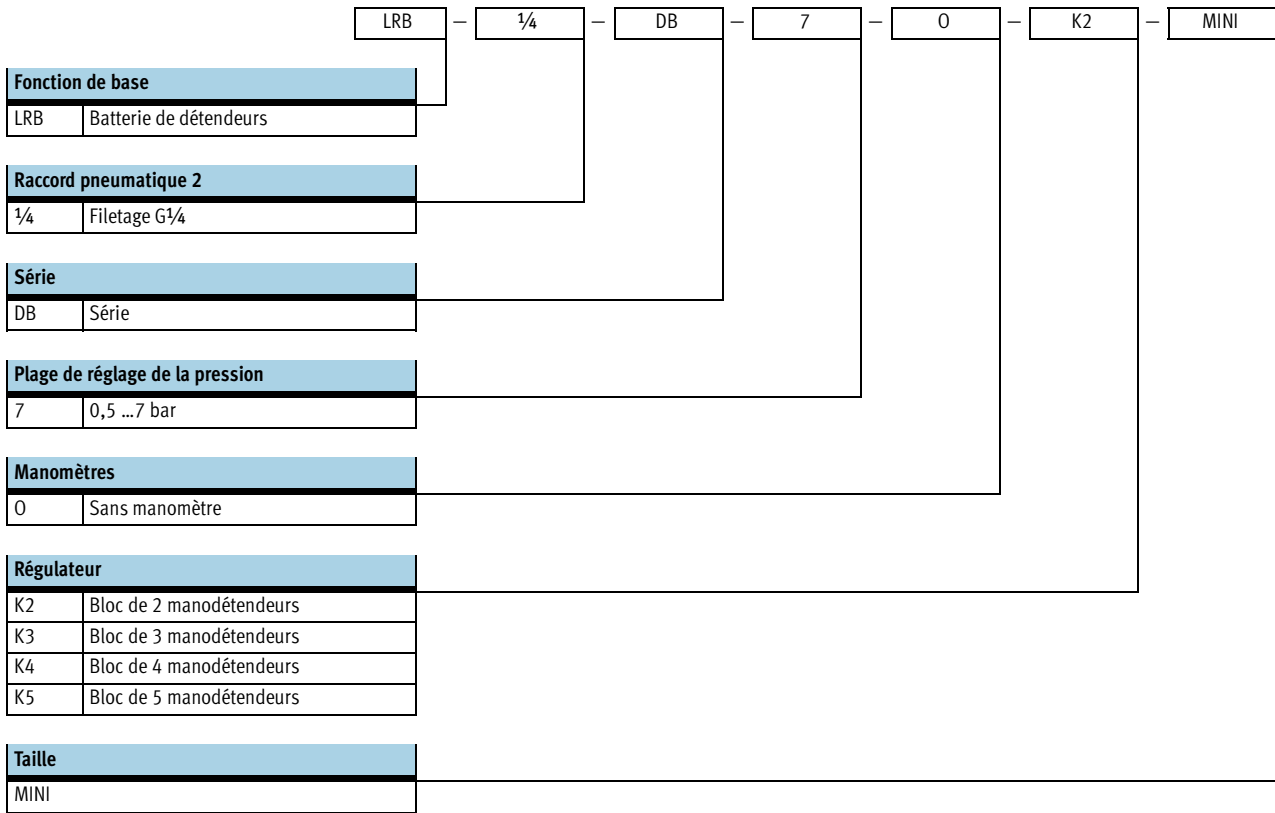 LRB – ¼ – DB – 7 – O – K2 – MINI
Fonction de base
LRB Batterie de détendeurs
Raccord pneumatique 2
¼ Filetage G¼
Série
DB Série
Plage de réglage de la pression
7 0,5 ...7 bar
Manomètres
O Sans manomètre
Régulateur
K2 Bloc de 2 manodétendeurs
K3 Bloc de 3 manodétendeurs
K4 Bloc de 4 manodétendeurs
K5 Bloc de 5 manodétendeurs
Taille
MINI